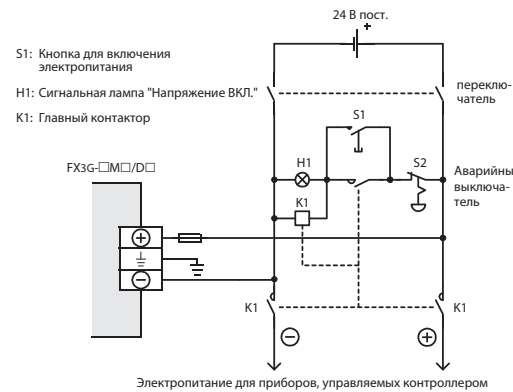 24 В пост.
S1: Кнопка для включения
электропитания
H1: Сигнальная лампа "Напряжение ВКЛ."
K1: Главный контактор
переклю-
чатель
S1
FX3G-□M□/D□
H1
S2
Аварийны
выключа-
тель
K1
K1
K1
Электропитание для приборов, управляемых контроллером